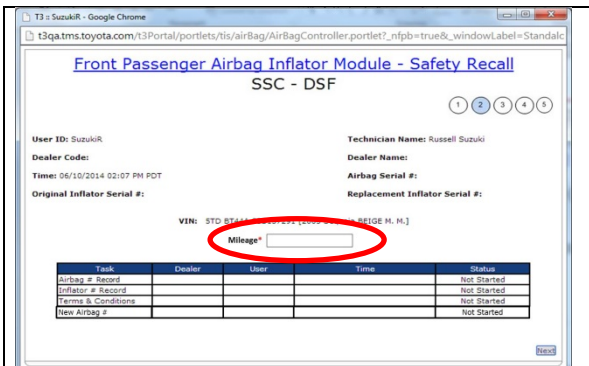 T3 :: SuzukiR - Google Chrome
t3qa.tms.toyota.com/t3Portal/portlets/tis/airBag/AirBagController.portlet?_nfpb=true&_windowLabel=Standalc
Front Passenger Airbag Inflator Module - Safety Recall
SSC - DSF
1 2 3 4 5
User ID: SuzukiR Technician Name: Russell Suzuki
Dealer Code: Dealer Name:
Time: 06/10/2014 02:07 PM PDT Airbag Serial #:
Original Inflator Serial #: Replacement Inflator Serial #:
VIN: BEIGE M. M.]
Mileage*
Task Dealer User Time Status
Airbag # Record Not Started
Inflator # Record Not Started
Terms & Conditions Not Started
New Airbag # Not Started
Next